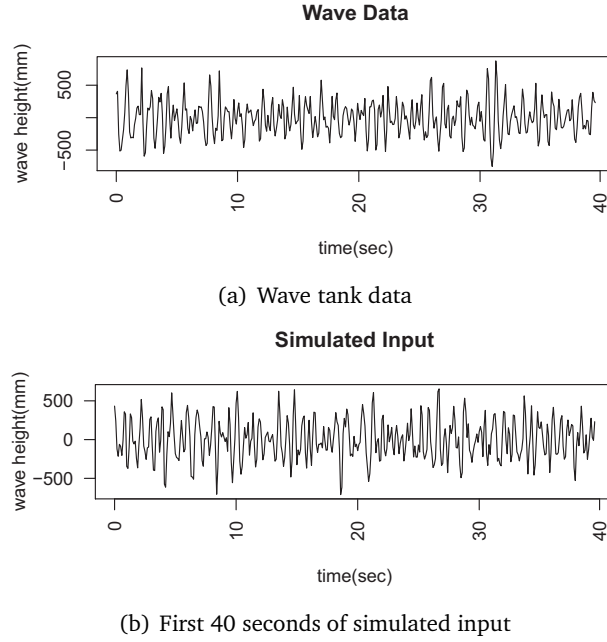 Wave Data
wave height(mm)
500
−500
0
10
20
30
40
time(sec)
(a) Wave tank data
Simulated Input
wave height(mm)
500
0
−500
0
10
20
30
40
time(sec)
(b) First 40 seconds of simulated input